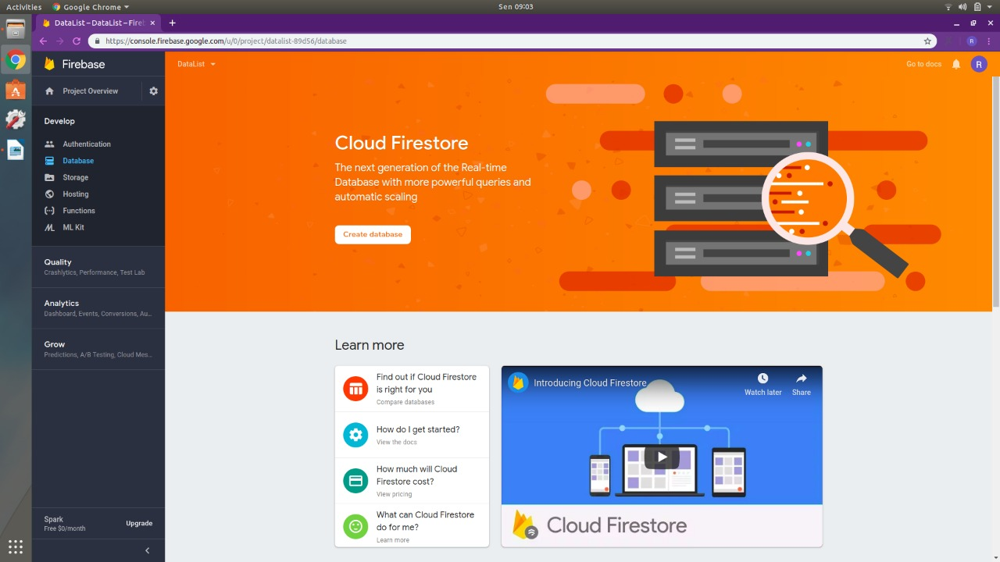 Activities
Google Chrome
Sen 09:03
DataList – DataList – Fireb
https://console.firebase.google.com/u/0/project/datalist-89d56/database
R
Firebase
DataList
Go to docs
R
Project Overview
Develop
Authentication
Database
Storage
Hosting
Functions
ML Kit
Quality
Crashlytics, Performance, Test Lab
Analytics
Dashboard, Events, Conversions, Au...
Grow
Predictions, A/B Testing, Cloud Mes...
Spark
Free $0/month
Upgrade
Cloud Firestore
The next generation of the Real-time
Database with more powerful queries and
automatic scaling
Create database
Learn more
Find out if Cloud Firestore
is right for you
Compare databases
How do I get started?
View the docs
How much will Cloud
Firestore cost?
View pricing
What can Cloud Firestore
do for me?
Learn more
Introducing Cloud Firestore
Watch later
Share
Cloud Firestore